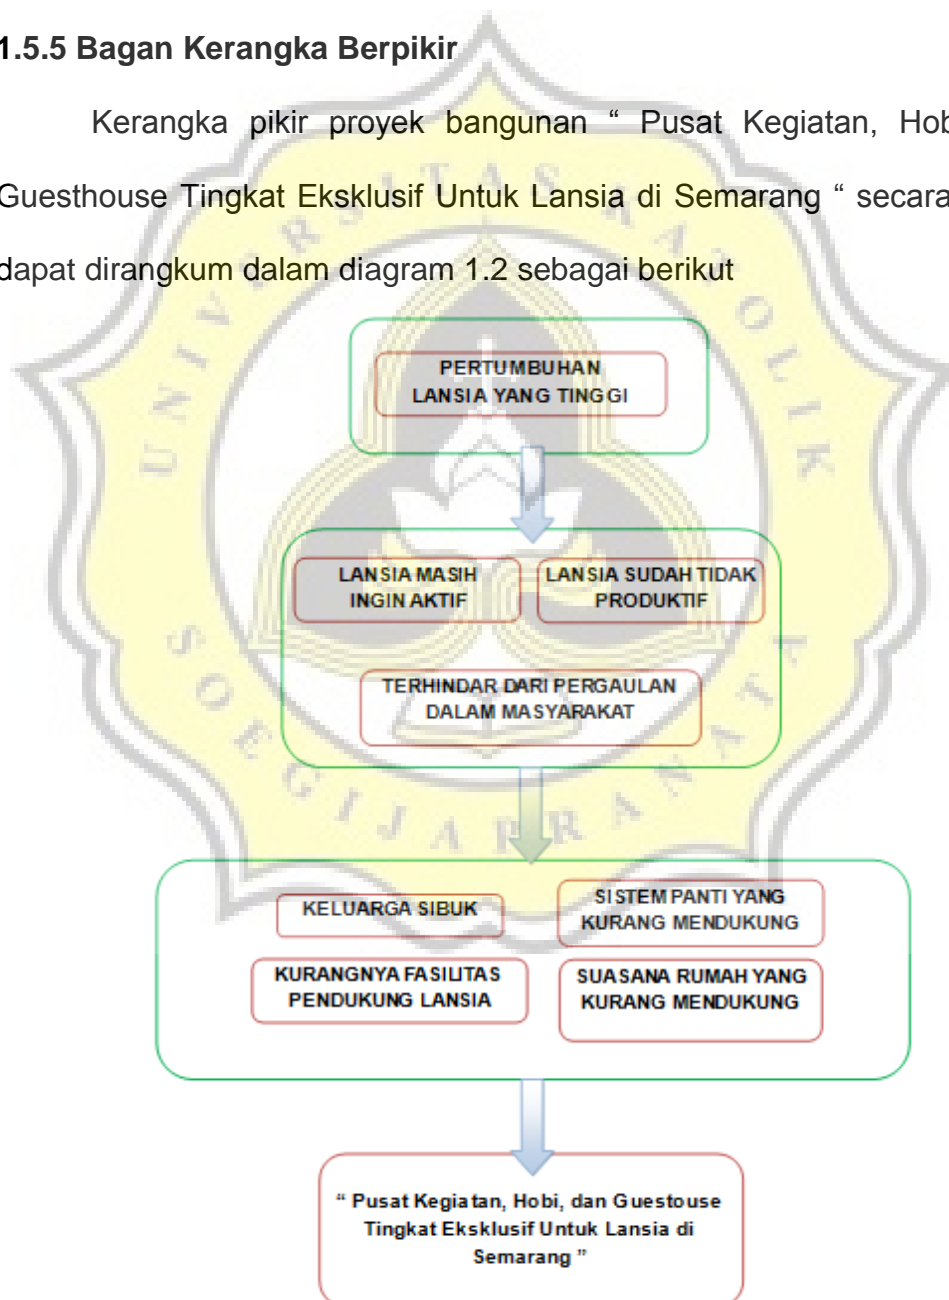 1.5.5 Bagan Kerangka Berpikir
Kerangka pikir proyek bangunan “ Pusat Kegiatan, Hob
Guesthouse Tingkat Eksklusif Untuk Lansia di Semarang “ secara
dapat dirangkum dalam diagram 1.2 sebagai berikut
UNIVERSITAS KATOLIK
SOEGIJAPRANATA
PERTUMBUHAN
LANSIA YANG TINGGI
LANSIA MASIH
INGIN AKTIF
LANSIA SUDAH TIDAK
PRODUKTIF
TERHINDAR DARI PERGAULAN
DALAM MASYARAKAT
KELUARGA SIBUK
SISTEM PANTI YANG
KURANG MENDUKUNG
KURANGNYA FASILITAS
PENDUKUNG LANSIA
SUASANA RUMAH YANG
KURANG MENDUKUNG
“ Pusat Kegiatan, Hobi, dan Guestouse
Tingkat Eksklusif Untuk Lansia di
Semarang ”